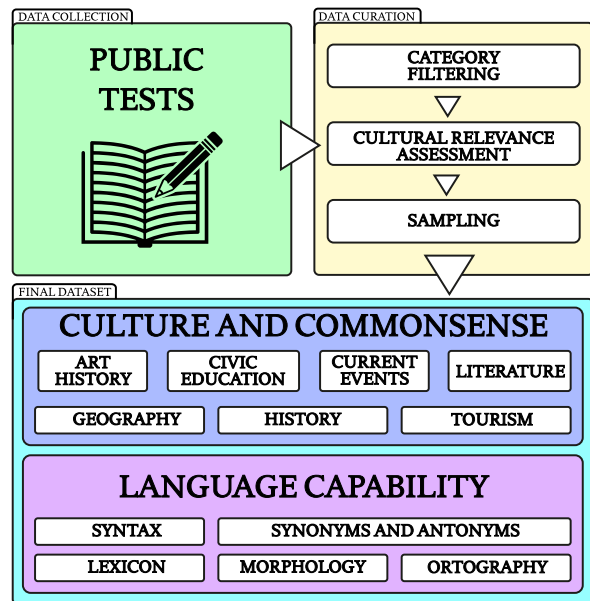 DATA COLLECTION
PUBLIC
TESTS
DATA CURATION
CATEGORY
FILTERING
CULTURAL RELEVANCE
ASSESSMENT
SAMPLING
FINAL DATASET
CULTURE AND COMMONSENSE
ART
HISTORY
CIVIC
EDUCATION
CURRENT
EVENTS
LITERATURE
GEOGRAPHY
HISTORY
TOURISM
LANGUAGE CAPABILITY
SYNTAX
SYNONYMS AND ANTONYMS
LEXICON
MORPHOLOGY
ORTOGRAPHY